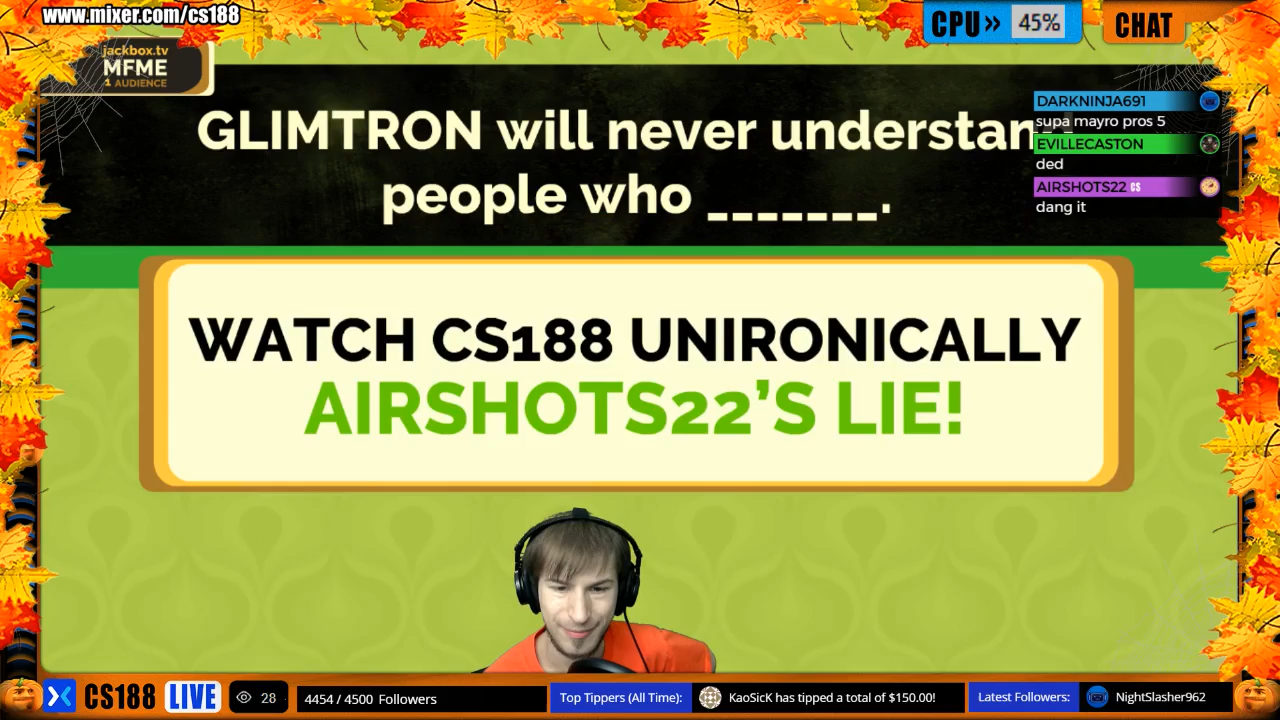 www.mixer.com/cs188
CPU»
45%
CHAT
jackbox.tv
MFME
1 AUDIENCE
GLIMTRON will never understand
people who _______.
DARKNINJA691
supa mayro pros 5
EVILLECASTON
ded
AIRSHOTS22 CS
dang it
WATCH CS188 UNIRONICALLY
AIRSHOTS22'S LIE!
CS188 LIVE
28
4454 / 4500 Followers
Top Tippers (All Time):
KaoSicK has tipped a total of $150.00!
Latest Followers:
NightSlasher962